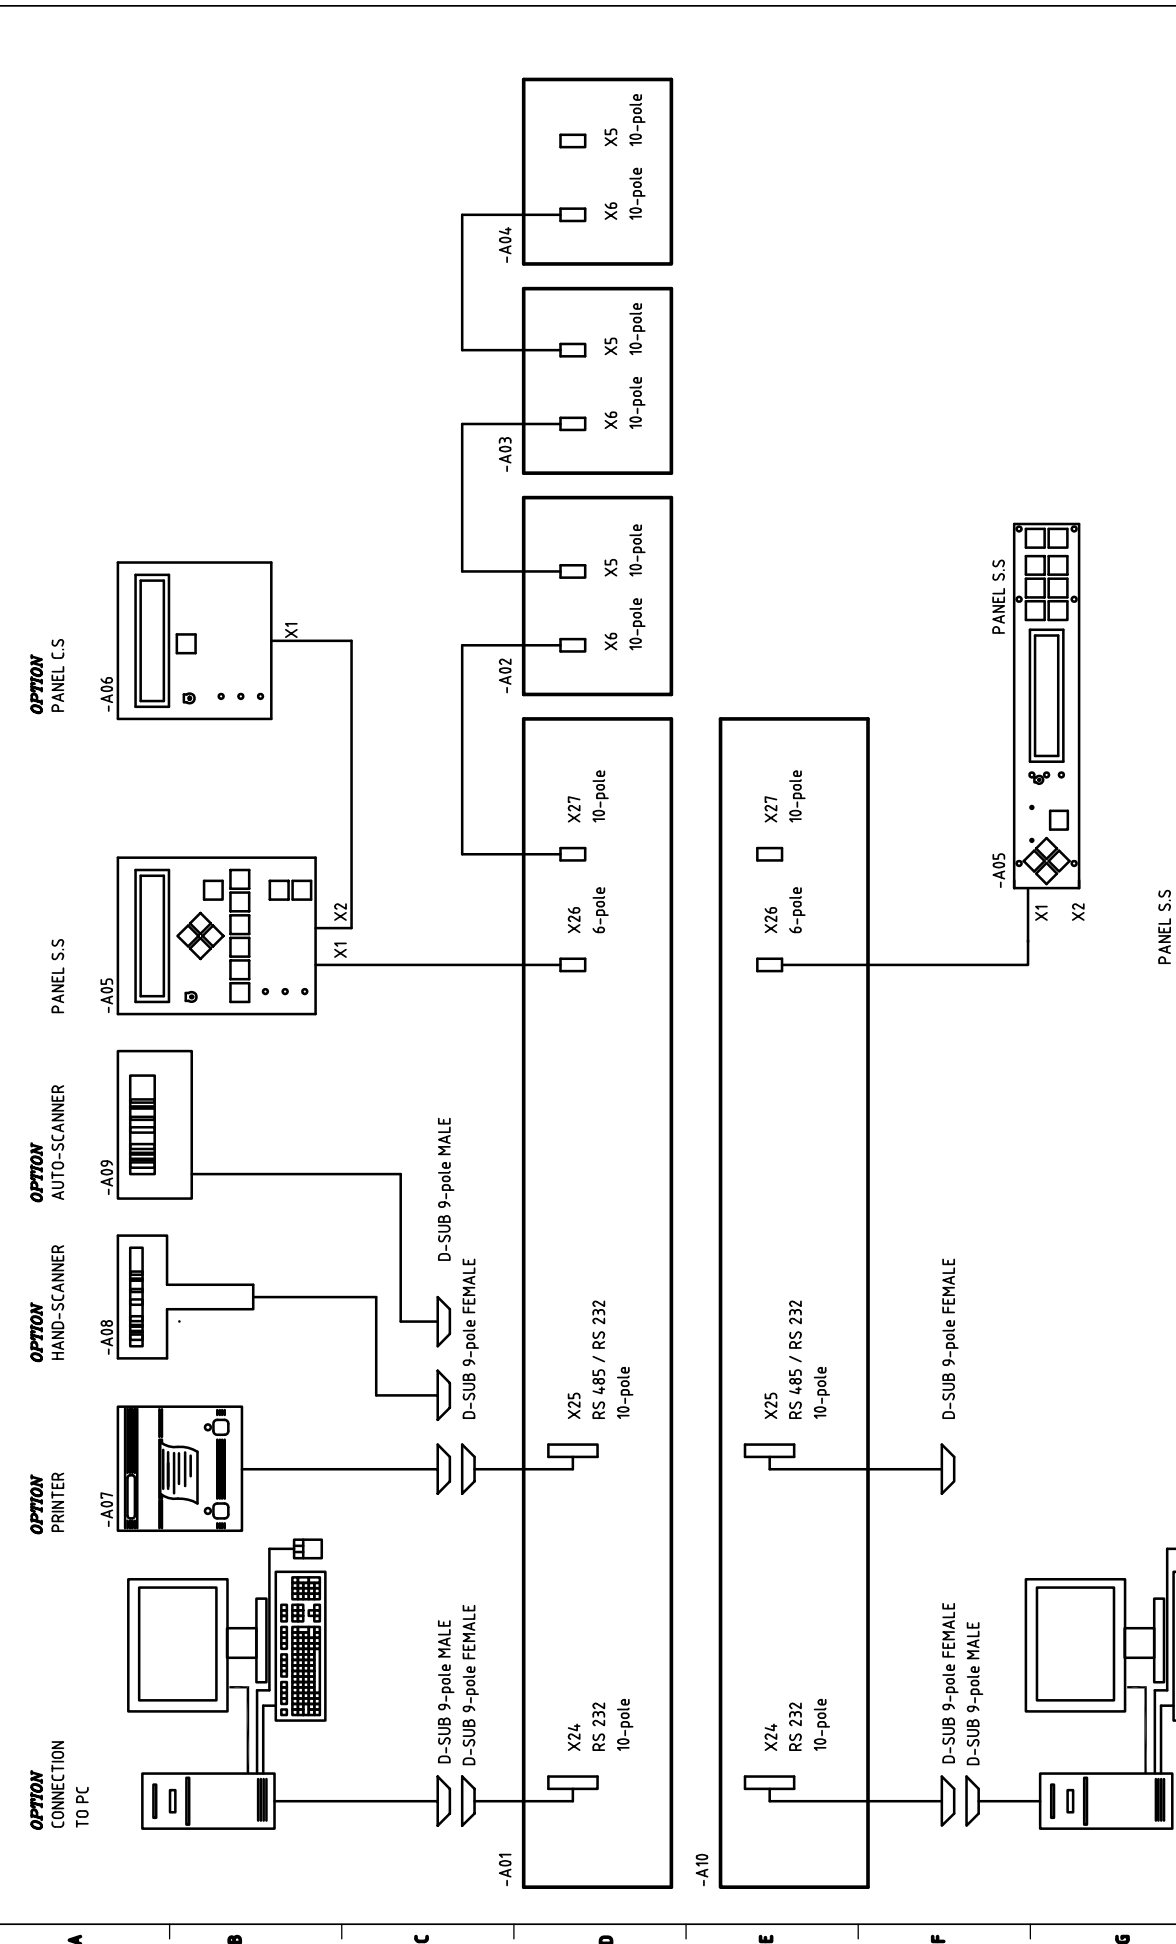 OPTION
CONNECTION
TO PC
OPTION
PRINTER
-A07
OPTION
HAND-SCANNER
-A08
OPTION
AUTO-SCANNER
-A09
PANEL S.S
-A05
X1
X2
OPTION
PANEL C.S
-A06
X1
D-SUB 9-pole MALE
D-SUB 9-pole FEMALE
D-SUB 9-pole FEMALE
D-SUB 9-pole MALE
-A01
X24
RS 232
10-pole
X25
RS 485 / RS 232
10-pole
X26
6-pole
X27
10-pole
-A02
X6
10-pole
X5
10-pole
-A03
X6
10-pole
X5
10-pole
-A04
X6
10-pole
X5
10-pole
-A10
X24
RS 232
10-pole
X25
RS 485 / RS 232
10-pole
X26
6-pole
X27
10-pole
D-SUB 9-pole FEMALE
D-SUB 9-pole MALE
D-SUB 9-pole FEMALE
-A05
PANEL S.S
X1
X2
PANEL S.S
A
B
C
D
E
F
G